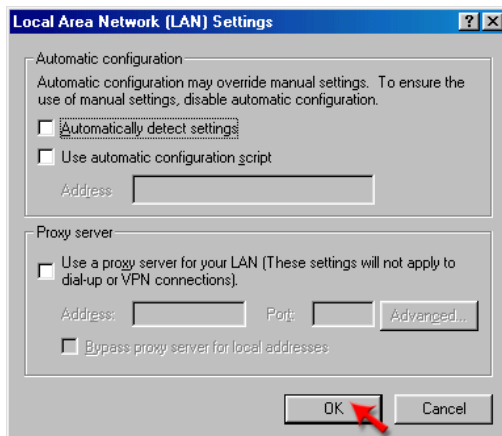 Local Area Network (LAN) Settings
Automatic configuration
Automatic configuration may override manual settings. To ensure the
use of manual settings, disable automatic configuration.
Automatically detect settings
Use automatic configuration script
Address
Proxy server
Use a proxy server for your LAN (These settings will not apply to
dial-up or VPN connections).
Address: Port: Advanced...
Bypass proxy server for local addresses
OK Cancel